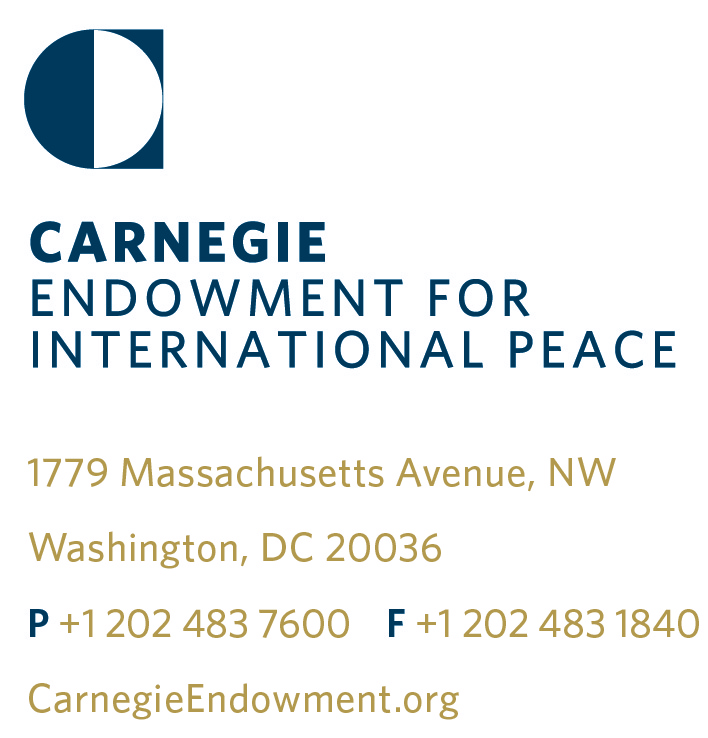 CARNEGIE
ENDOWMENT FOR
INTERNATIONAL PEACE
1779 Massachusetts Avenue, NW
Washington, DC 20036
P +1 202 483 7600 F +1 202 483 1840
CarnegieEndowment.org